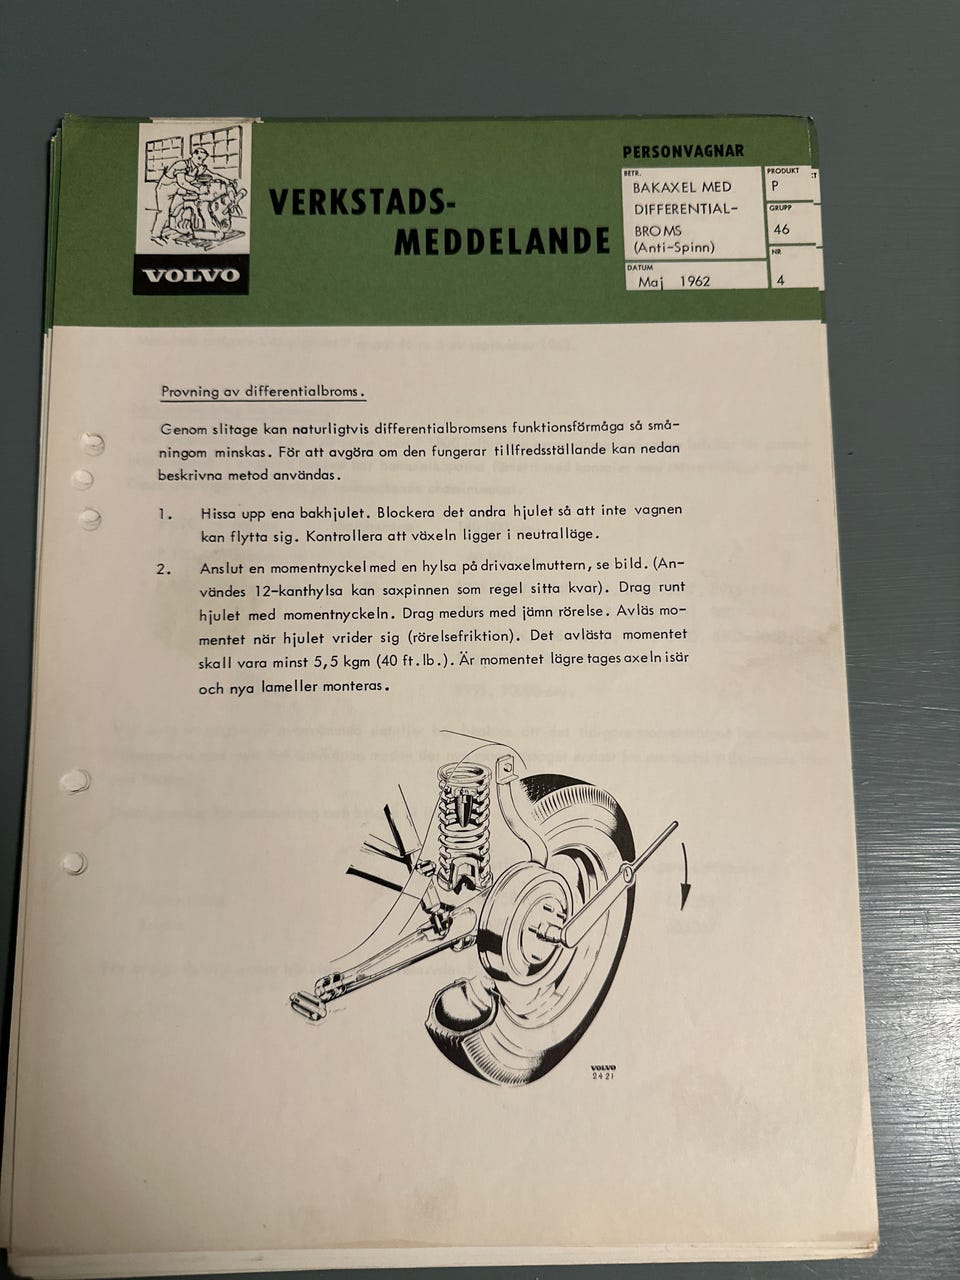 PERSONVAGNAR
VERKSTADS-
MEDDELANDE
VOLVO
BETR.
BAKAXEL MED
DIFFERENTIAL-
BROMS
(Anti-Spinn)
DATUM
Maj 1962
PRODUKT
P
GRUPP
46
NR
4
Provning av differentialbroms.
Genom slitage kan naturligtvis differentialbromsens funktionsförmåga så små-
ningom minskas. För att avgöra om den fungerar tillfredsställande kan nedan
beskrivna metod användas.
1. Hissa upp ena bakhjulet. Blockera det andra hjulet så att inte vagnen
kan flytta sig. Kontrollera att växeln ligger i neutralläge.
2. Anslut en momentnyckel med en hylsa på drivaxelmuttern, se bild. (An-
vändes 12-kanthylsa kan saxpinnen som regel sitta kvar). Drag runt
hjulet med momentnyckeln. Drag medurs med jämn rörelse. Avläs mo-
mentet när hjulet vrider sig (rörelsefriktion). Det avlästa momentet
skall vara minst 5,5 kgm (40 ft.lb.). Är momentet lägre tages axeln isär
och nya lameller monteras.
VOLVO
2421